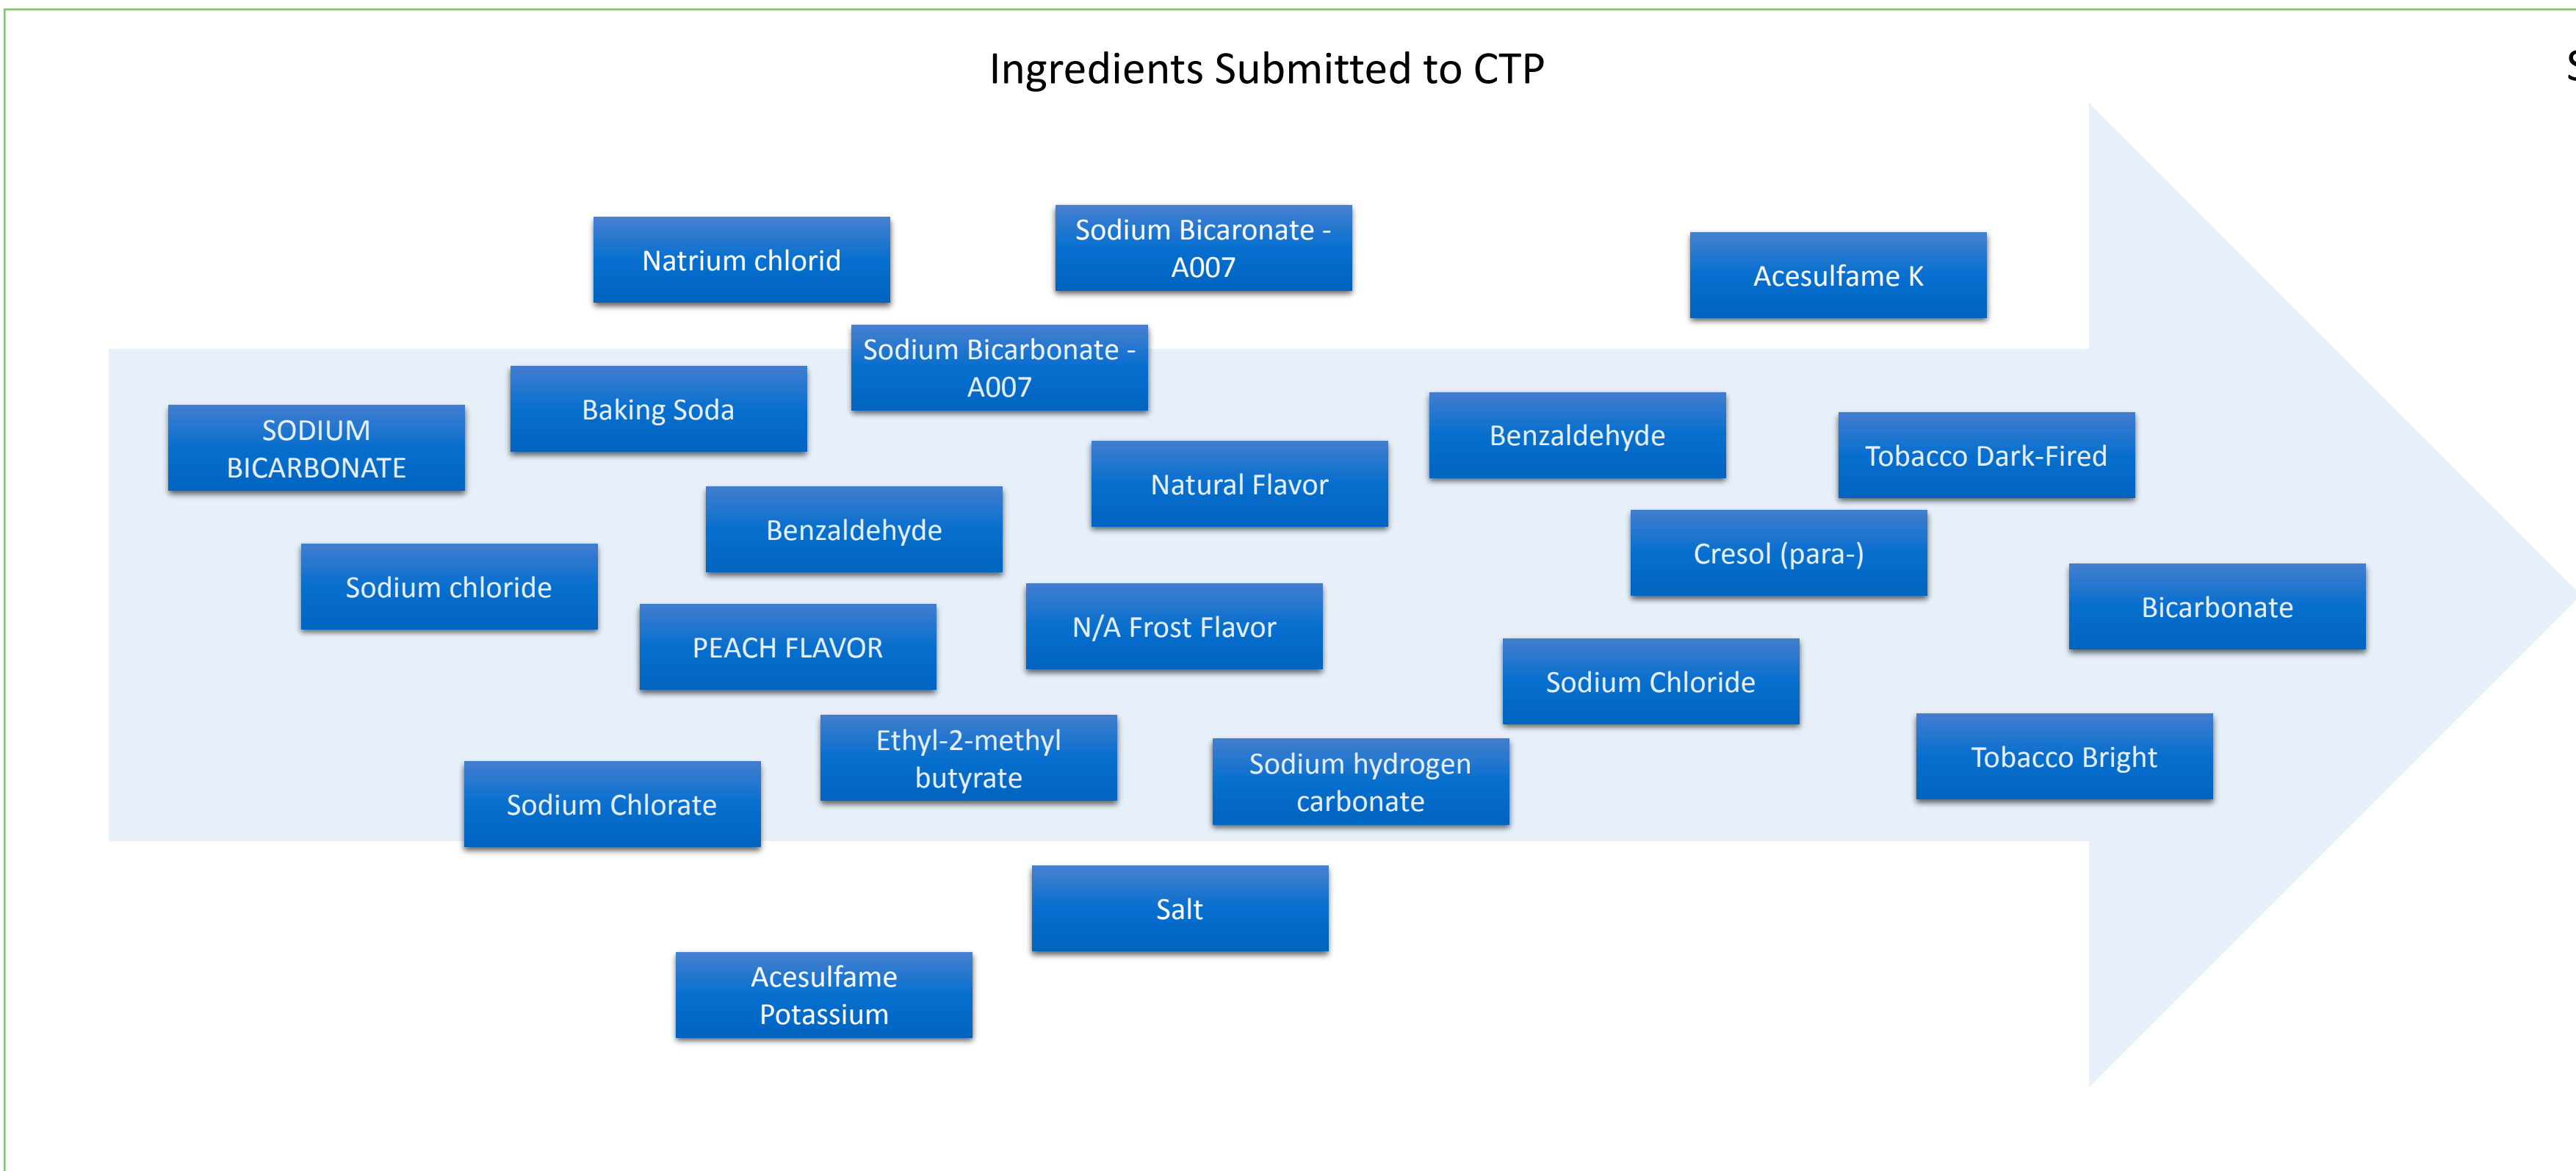 Ingredients Submitted to CTP
Natrium chlorid
Sodium Bicaronate -
A007
Acesulfame K
Sodium Bicarbonate -
A007
Baking Soda
SODIUM
BICARBONATE
Benzaldehyde
Tobacco Dark-Fired
Natural Flavor
Benzaldehyde
Cresol (para-)
Sodium chloride
Bicarbonate
N/A Frost Flavor
PEACH FLAVOR
Sodium Chloride
Ethyl-2-methyl
butyrate
Sodium hydrogen
carbonate
Tobacco Bright
Sodium Chlorate
Salt
Acesulfame
Potassium